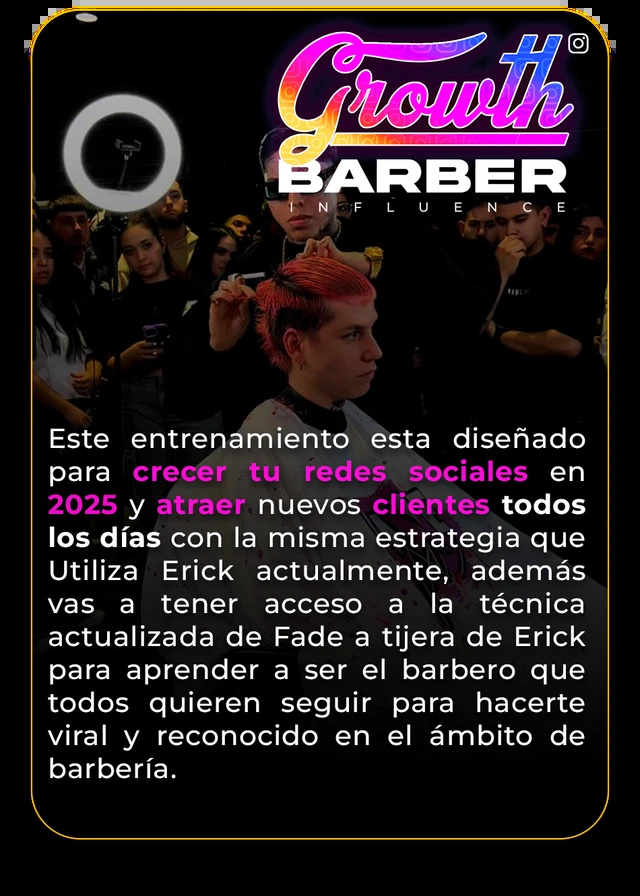 Growth
BARBER
INFLUENCE
Este entrenamiento esta diseñado
para crecer tu redes sociales en
2025 y atraer nuevos clientes todos
los días con la misma estrategia que
Utiliza Erick actualmente, además
vas a tener acceso a la técnica
actualizada de Fade a tijera de Erick
para aprender a ser el barbero que
todos quieren seguir para hacerte
viral y reconocido en el ámbito de
barbería.